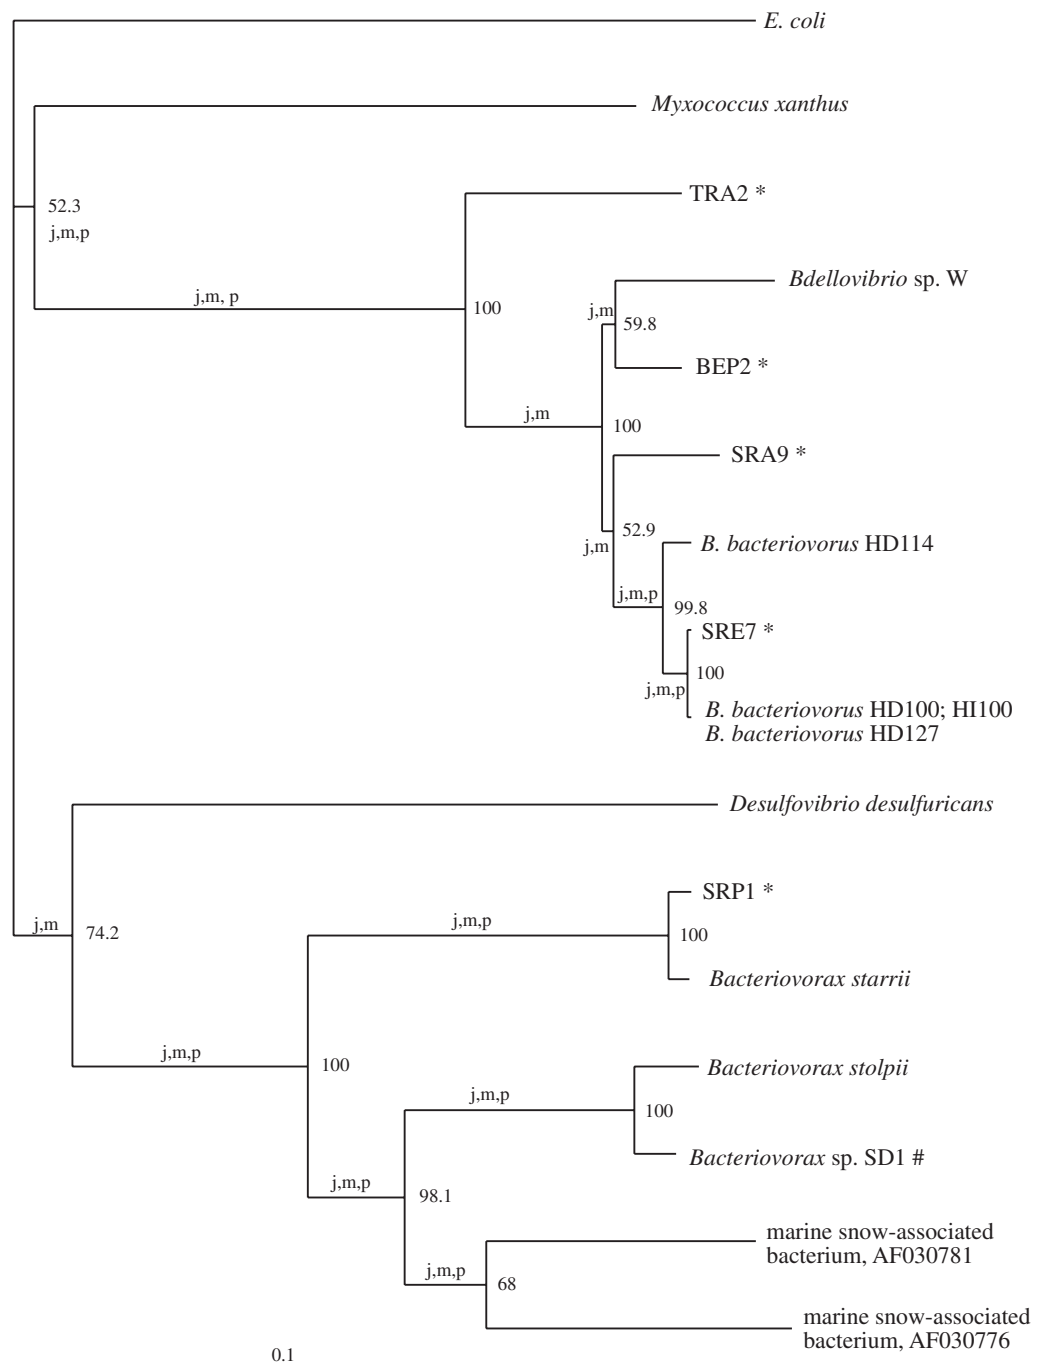 E. coli
Myxococcus xanthus
TRA2 *
52.3
j,m,p
Bdellovibrio sp. W
j,m, p
100
j,m
59.8
BEP2 *
j,m
100
SRA9 *
52.9
j,m
B. bacteriovorus HD114
j,m,p
99.8
SRE7 *
100
j,m,p
B. bacteriovorus HD100; HI100
B. bacteriovorus HD127
Desulfovibrio desulfuricans
SRP1 *
j,m,p
j,m
74.2
100
Bacteriovorax starrii
j,m,p
100
Bacteriovorax stolpii
j,m,p
100
Bacteriovorax sp. SD1 #
j,m,p
98.1
marine snow-associated
bacterium, AF030781
j,m,p
68
marine snow-associated
bacterium, AF030776
0.1